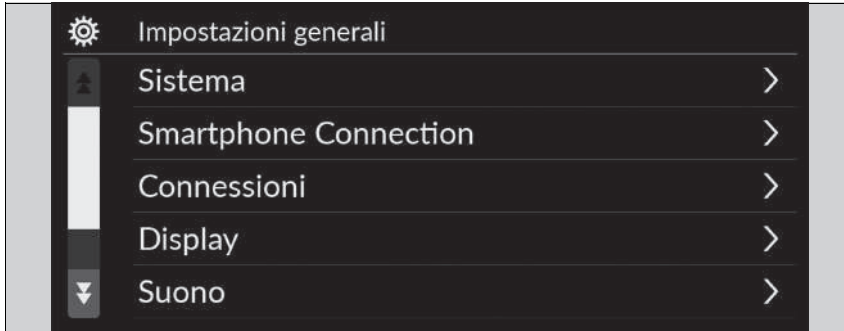 Impostazioni generali
Sistema
Smartphone Connection
Connessioni
Display
Suono